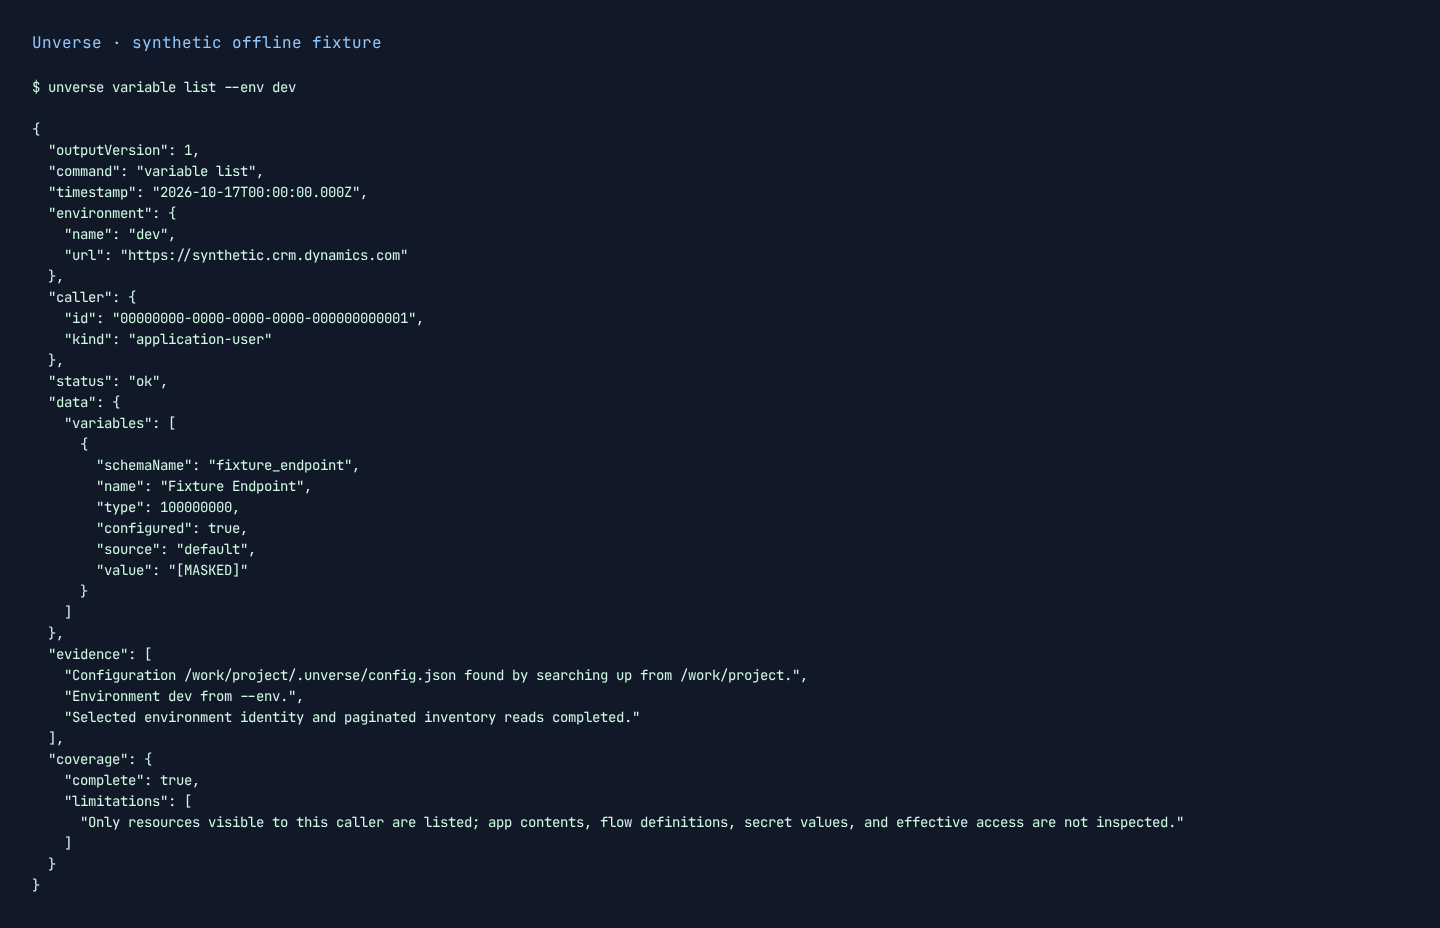 Unverse · synthetic offline fixture
$ unverse variable list --env dev
{
  "outputVersion": 1,
  "command": "variable list",
  "timestamp": "2026-10-17T00:00:00.000Z",
  "environment": {
    "name": "dev",
    "url": "https://synthetic.crm.dynamics.com"
  },
  "caller": {
    "id": "00000000-0000-0000-0000-000000000001",
    "kind": "application-user"
  },
  "status": "ok",
  "data": {
    "variables": [
      {
        "schemaName": "fixture_endpoint",
        "name": "Fixture Endpoint",
        "type": 100000000,
        "configured": true,
        "source": "default",
        "value": "[MASKED]"
      }
    ]
  },
  "evidence": [
    "Configuration /work/project/.unverse/config.json found by searching up from /work/project.",
    "Environment dev from --env.",
    "Selected environment identity and paginated inventory reads completed."
  ],
  "coverage": {
    "complete": true,
    "limitations": [
      "Only resources visible to this caller are listed; app contents, flow definitions, secret values, and effective access are not inspected."
    ]
  }
}